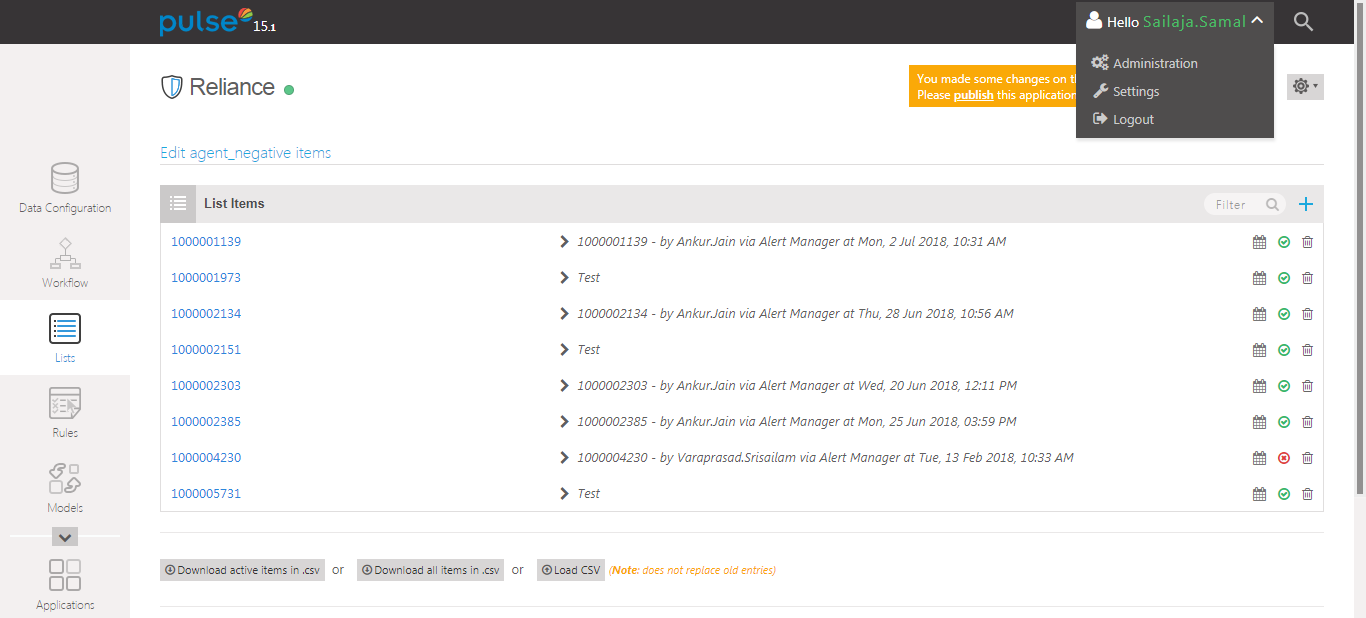 pulse 15.1
Hello Sailaja.Samal
Administration
Settings
Logout
Reliance
You made some changes on
Please publish this application
Edit agent_negative items
Data Configuration
Workflow
Lists
Rules
Models
Applications
List Items
Filter
1000001139 1000001139 - by Ankur.Jain via Alert Manager at Mon, 2 Jul 2018, 10:31 AM
1000001973 Test
1000002134 1000002134 - by Ankur.Jain via Alert Manager at Thu, 28 Jun 2018, 10:56 AM
1000002151 Test
1000002303 1000002303 - by Ankur.Jain via Alert Manager at Wed, 20 Jun 2018, 12:11 PM
1000002385 1000002385 - by Ankur.Jain via Alert Manager at Mon, 25 Jun 2018, 03:59 PM
1000004230 1000004230 - by Varaprasad.Srisailam via Alert Manager at Tue, 13 Feb 2018, 10:33 AM
1000005731 Test
Download active items in .csv or Download all items in .csv or Load CSV (Note: does not replace old entries)